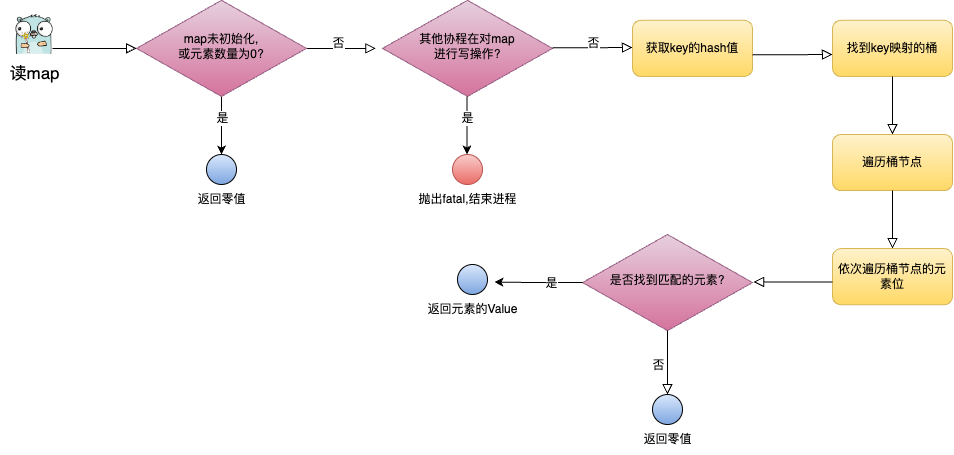 读map
map未初始化,
或元素数量为0?
否
其他协程在对map
进行写操作?
否
获取key的hash值
找到key映射的桶
是
返回零值
是
抛出fatal,结束进程
遍历桶节点
依次遍历桶节点的元
素位
是否找到匹配的元素?
是
返回元素的Value
否
返回零值